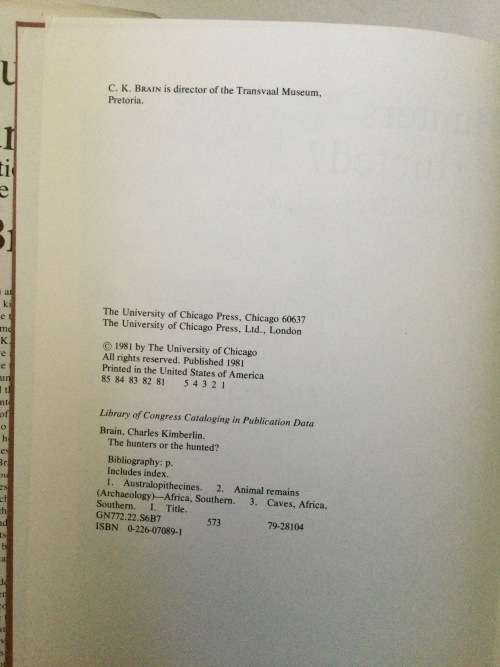 C. K. BRAIN is director of the Transvaal Museum,
Pretoria.
The University of Chicago Press, Chicago 60637
The University of Chicago Press, Ltd., London
© 1981 by The University of Chicago
All rights reserved. Published 1981
Printed in the United States of America
85 84 83 82 81 5 4 3 2 1
Library of Congress Cataloging in Publication Data
Brain, Charles Kimberlin.
The hunters or the hunted?
Bibliography: p.
Includes index.
1. Australopithecines. 2. Animal remains
(Archaeology)—Africa, Southern. 3. Caves, Africa,
Southern. I. Title.
GN772.22.S6B7 573 79-28104
ISBN 0-226-07089-1